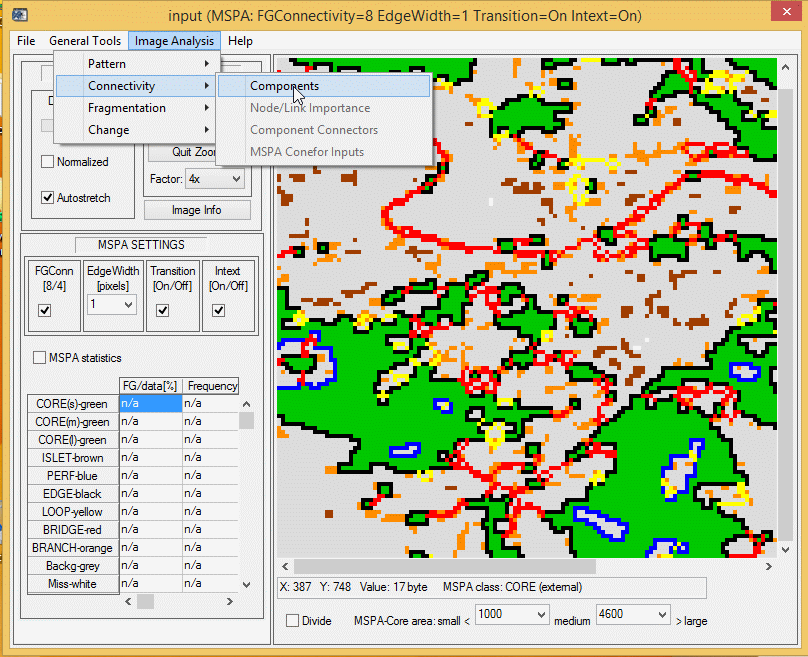 input (MSPA: FGConnectivity=8 EdgeWidth=1 Transition=On Intext=On)
File General Tools Image Analysis Help
Pattern
Connectivity
Fragmentation
Change
Components
Node/Link Importance
Component Connectors
MSPA Conefor Inputs
Quit Zoo
Normalized
Factor: 4x
Autostretch
Image Info
MSPA SETTINGS
FGConn EdgeWidth Transition Intext
[8/4] [pixels] [On/Off] [On/Off]
1
MSPA statistics
FG/data[%] Frequency
CORE(s)-green n/a n/a
CORE(m)-green n/a n/a
CORE(l)-green n/a n/a
ISLET-brown n/a n/a
PERF-blue n/a n/a
EDGE-black n/a n/a
LOOP-yellow n/a n/a
BRIDGE-red n/a n/a
BRANCH-orange n/a n/a
Backg-grey n/a n/a
Miss-white n/a n/a
X: 387 Y: 748 Value: 17 byte MSPA class: CORE (external)
Divide MSPA-Core area: small < 1000 medium 4600 > large